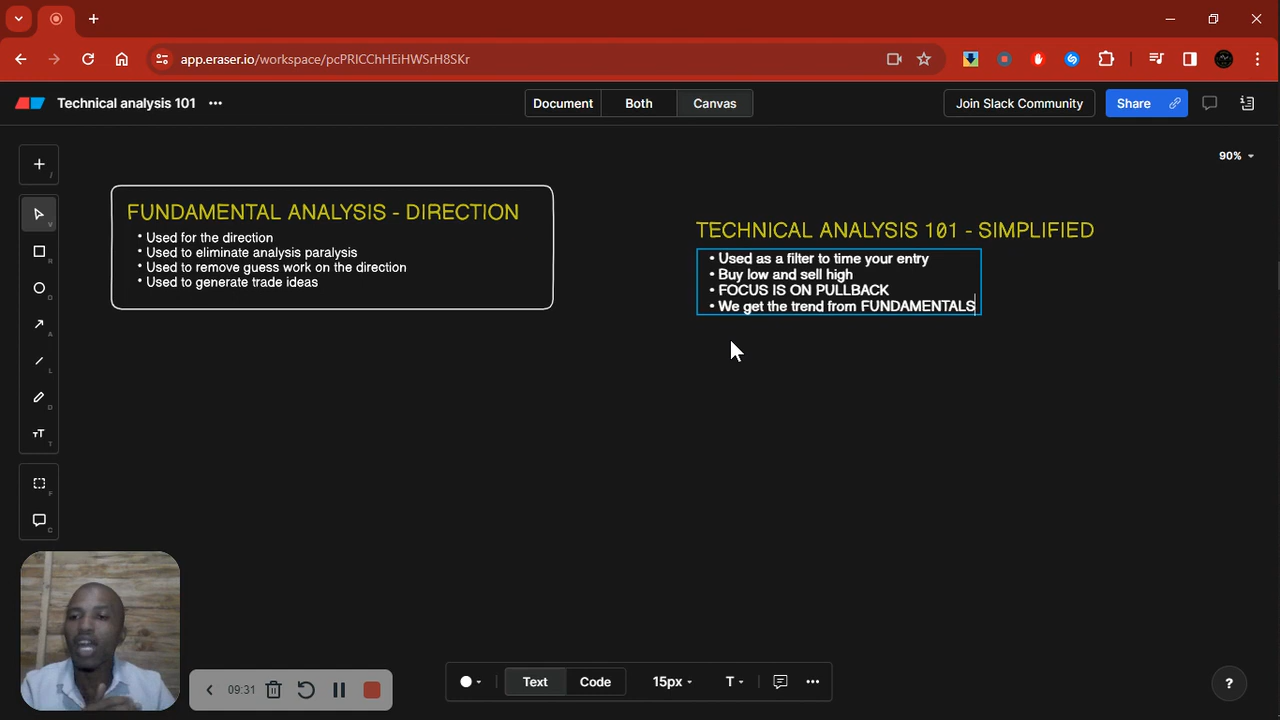 app.eraser.io/workspace/pcPRICChHEiHWSrH8SKr
Technical analysis 101
Document
Both
Canvas
Join Slack Community
Share
90%
FUNDAMENTAL ANALYSIS - DIRECTION
• Used for the direction
• Used to eliminate analysis paralysis
• Used to remove guess work on the direction
• Used to generate trade ideas
TECHNICAL ANALYSIS 101 - SIMPLIFIED
• Used as a filter to time your entry
• Buy low and sell high
• FOCUS IS ON PULLBACK
• We get the trend from FUNDAMENTALS
09:31
Text
Code
15px
T
?